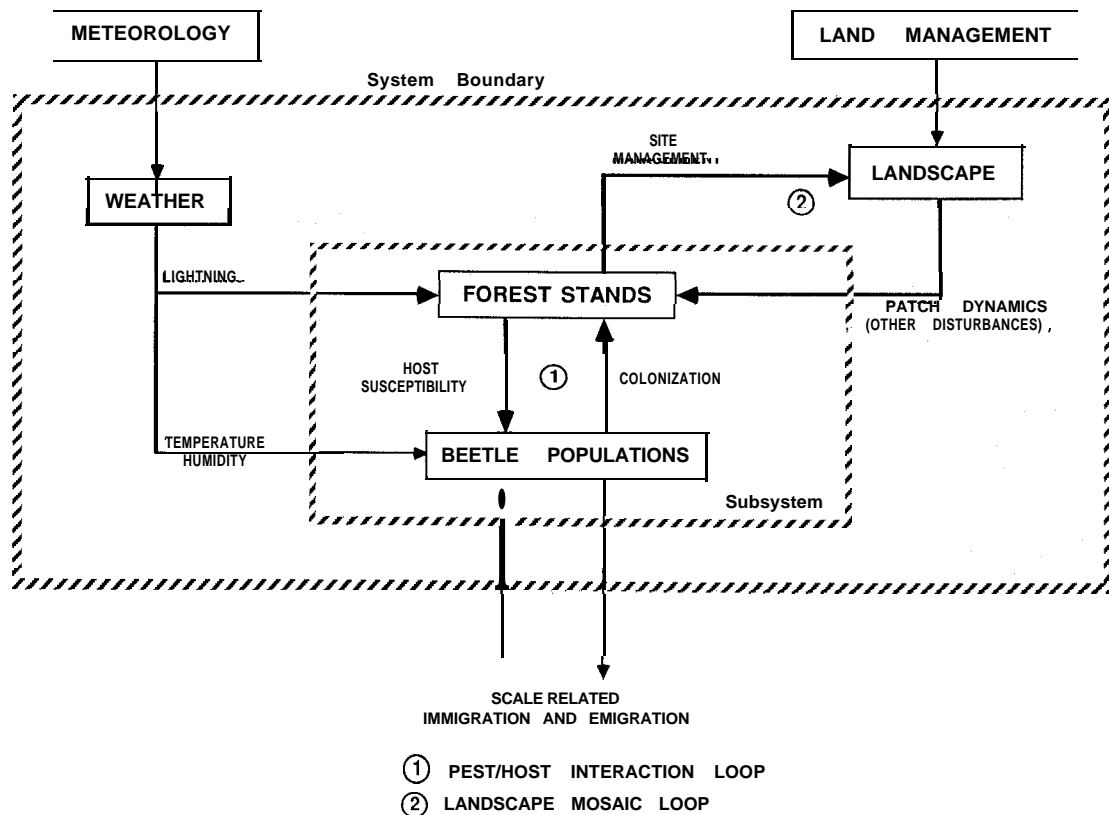 METEOROLOGY
LAND MANAGEMENT
System Boundary
SITE
MANAGEMENT
LANDSCAPE
WEATHER
②
LIGHTNING
FOREST STANDS
PATCH DYNAMICS
(OTHER DISTURBANCES) ,
HOST
SUSCEPTIBILITY
①
COLONIZATION
TEMPERATURE
HUMIDITY
BEETLE POPULATIONS
Subsystem
SCALE RELATED
IMMIGRATION AND EMIGRATION
① PEST/HOST INTERACTION LOOP
② LANDSCAPE MOSAIC LOOP